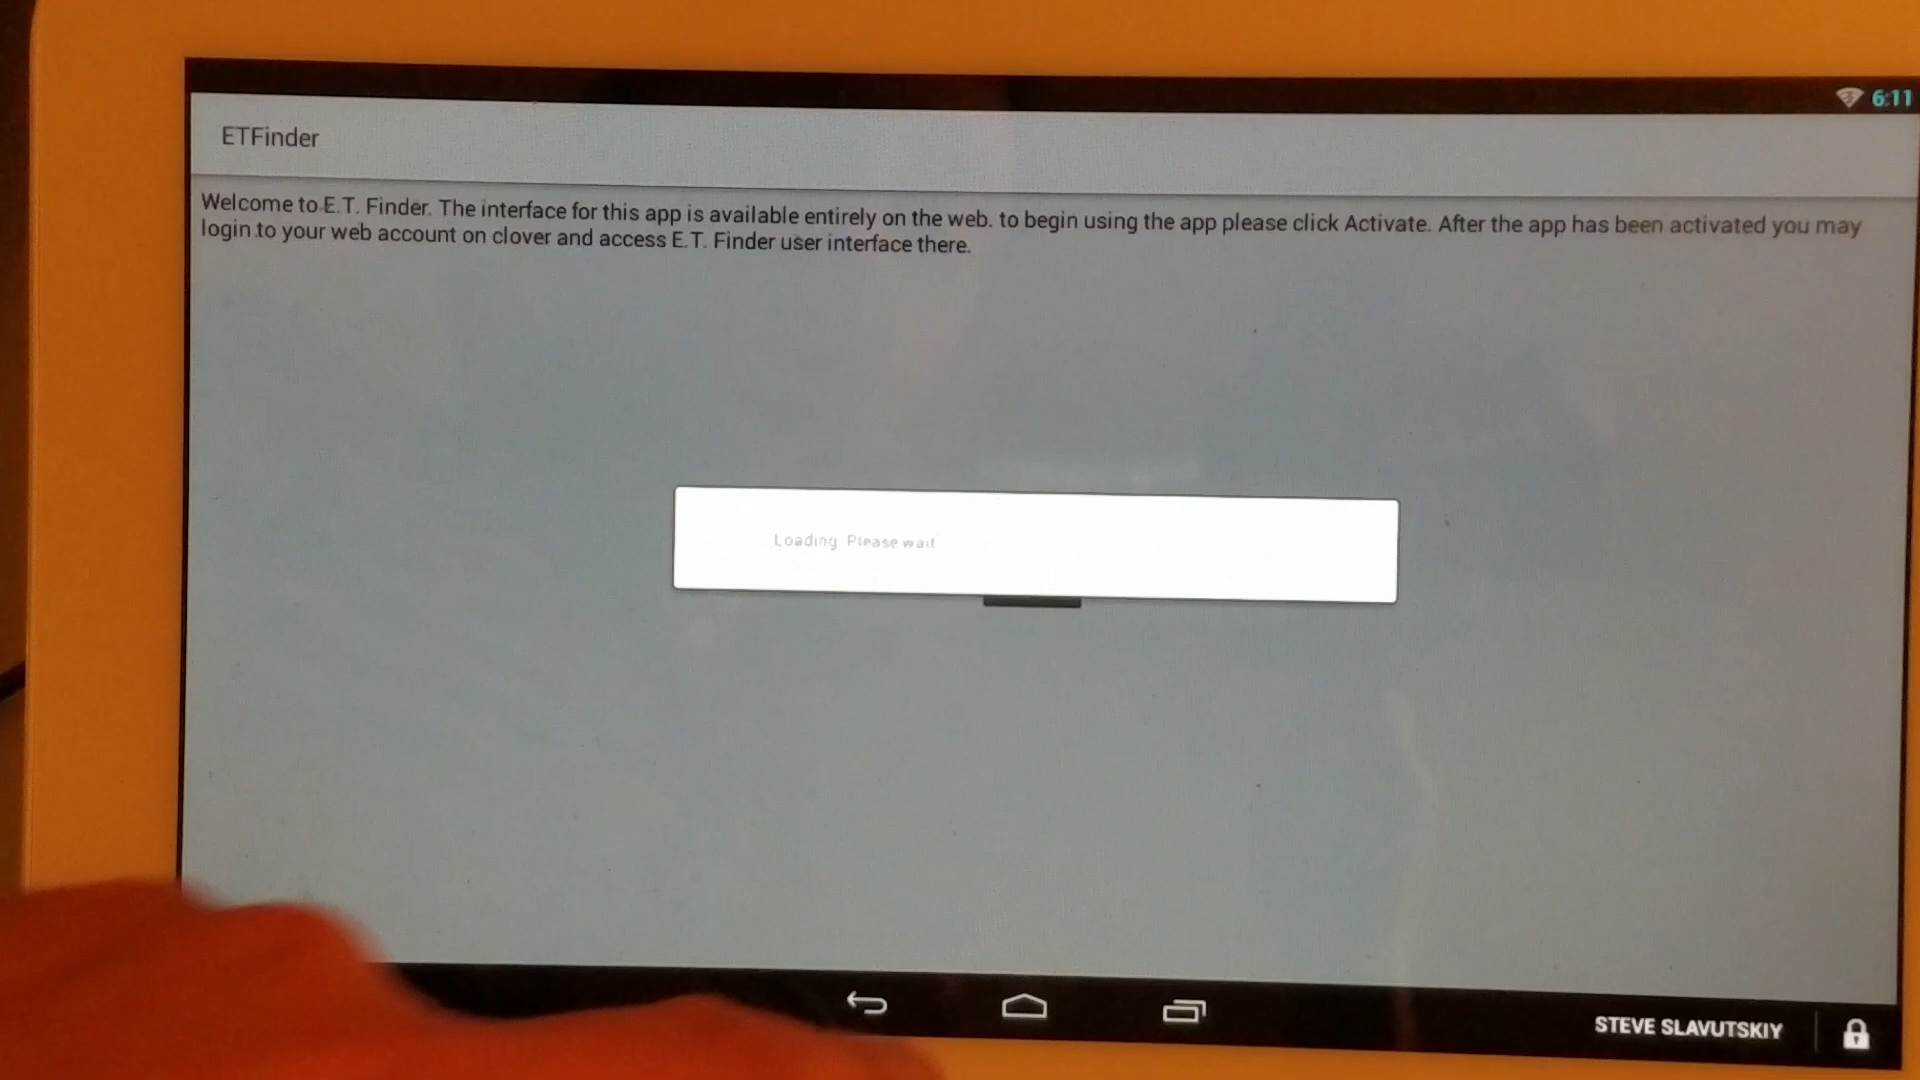 6:11
ETFinder
Welcome to E.T. Finder. The interface for this app is available entirely on the web. to begin using the app please click Activate. After the app has been activated you may
login to your web account on clover and access E.T. Finder user interface there.
Loading Please wait
STEVE SLAVUTSKIY